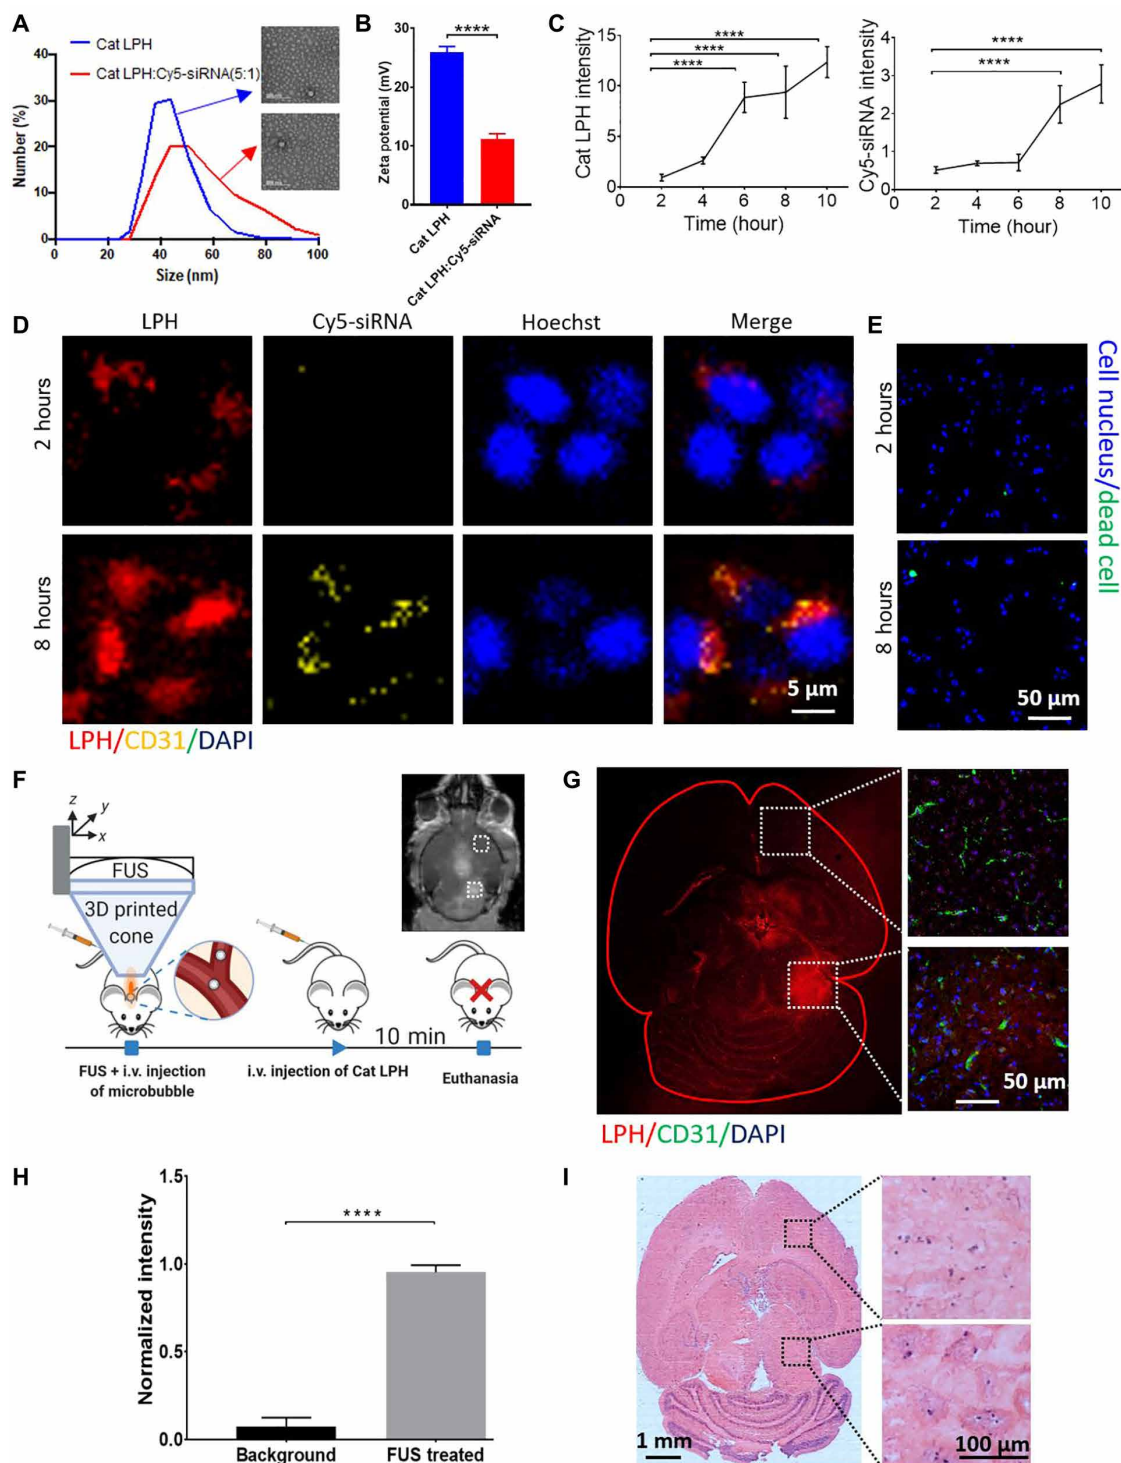 A
Cat LPH
Cat LPH:Cy5-siRNA(5:1)
Number (%)
40
30
20
10
0
0 20 40 60 80 100
Size (nm)
B
****
Zeta potential (mV)
30
20
10
0
Cat LPH
Cat LPH:Cy5-siRNA
C
****
****
****
Cat LPH intensity
15
10
5
0
0 2 4 6 8 10
Time (hour)
****
****
Cy5-siRNA intensity
4
3
2
1
0
0 2 4 6 8 10
Time (hour)
D
LPH Cy5-siRNA Hoechst Merge
2 hours
8 hours
5 μm
LPH/CD31/DAPI
E
2 hours
8 hours
50 μm
Cell nucleus/dead cell
F
z
y
x
FUS
3D printed
cone
10 min
FUS + i.v. injection
of microbubble
i.v. injection of Cat LPH
Euthanasia
G
50 μm
LPH/CD31/DAPI
H
Normalized intensity
1.5
1.0
0.5
0.0
****
Background FUS treated
I
1 mm
100 μm